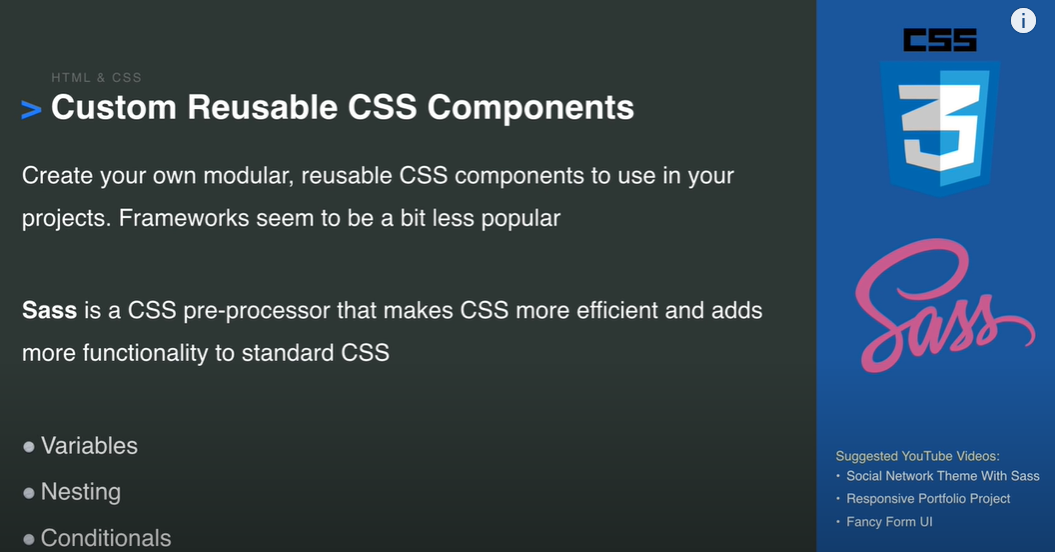 HTML & CSS
> Custom Reusable CSS Components
Create your own modular, reusable CSS components to use in your
projects. Frameworks seem to be a bit less popular
Sass is a CSS pre-processor that makes CSS more efficient and adds
more functionality to standard CSS
● Variables
● Nesting
● Conditionals
i
CSS
3
Sass
Suggested YouTube Videos:
• Social Network Theme With Sass
• Responsive Portfolio Project
• Fancy Form UI